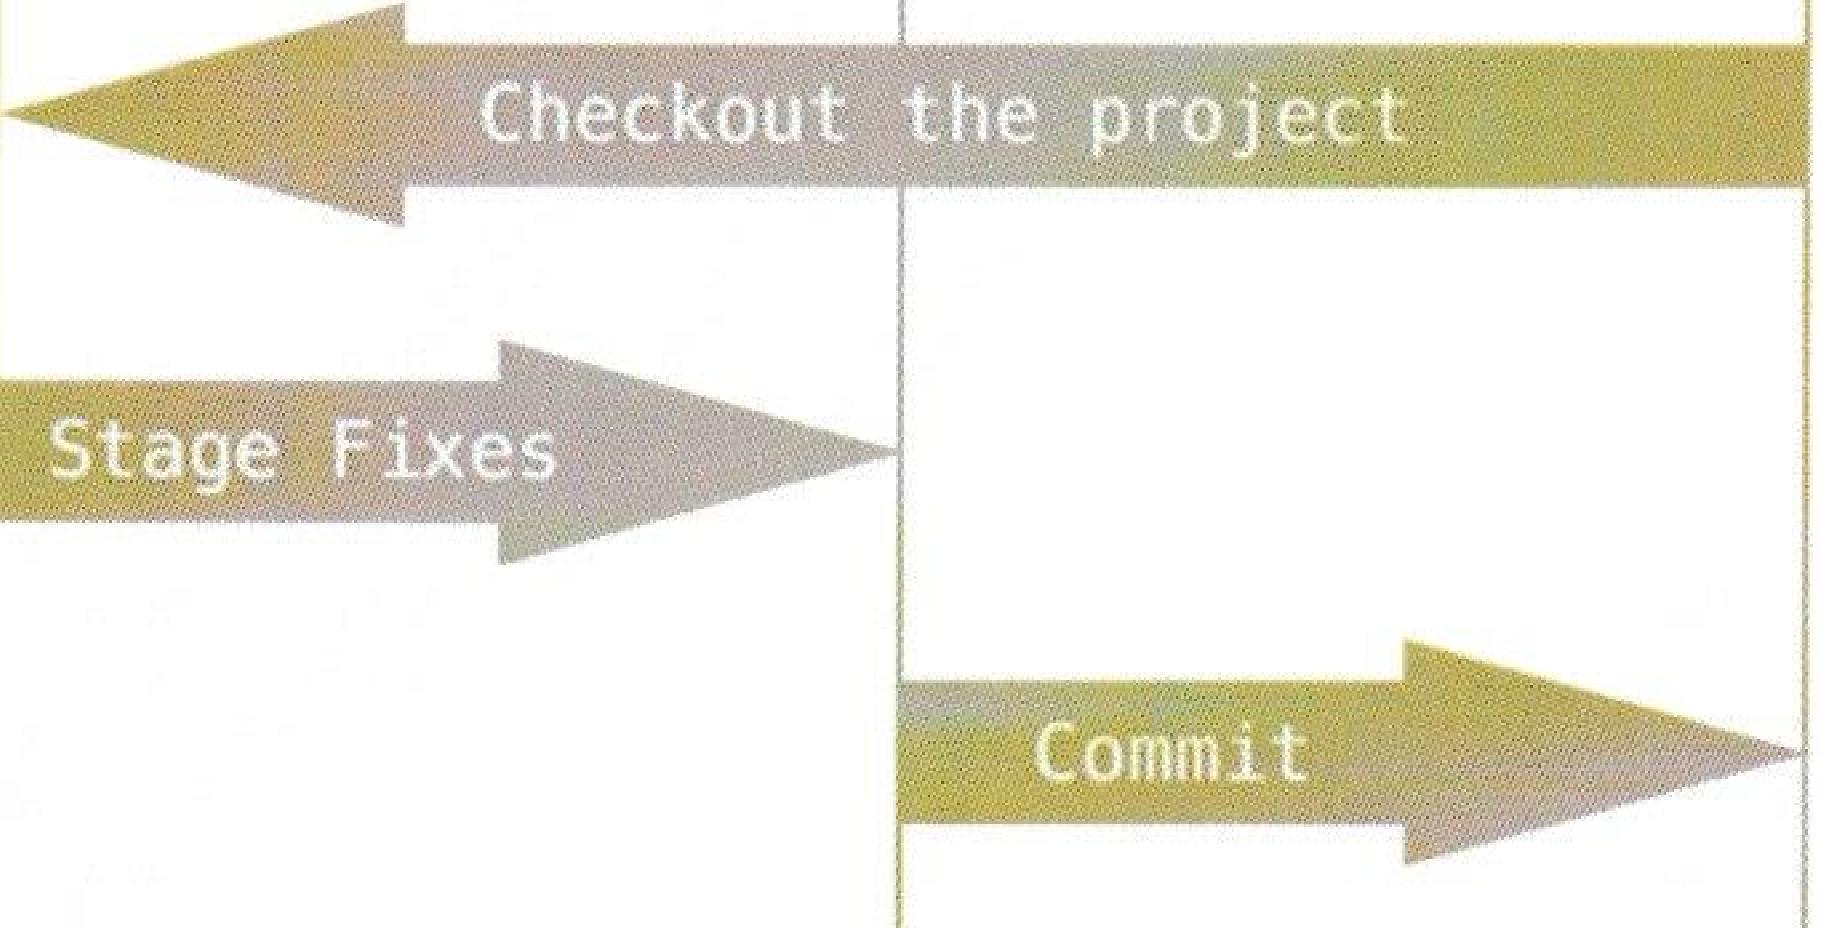 Checkout the project
Stage Fixes
Commit